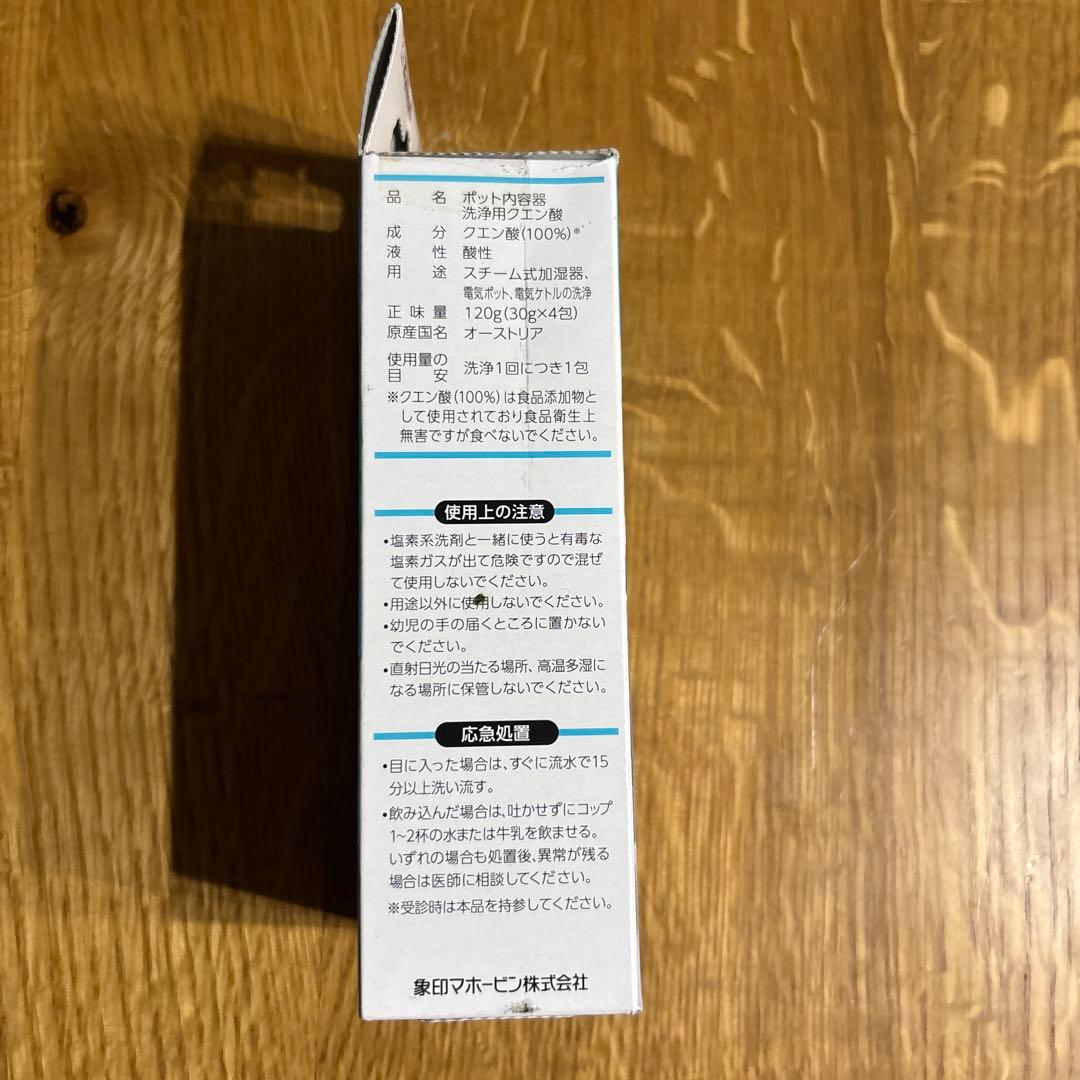 品名 ポット内容器
洗浄用クエン酸
成分 クエン酸(100%)※
液性 酸性
用途 スチーム式加湿器、
電気ポット、電気ケトルの洗浄
正味量 120g(30g×4包)
原産国名 オーストリア
使用量の
目安 洗浄1回につき1包
※クエン酸(100%)は食品添加物と
して使用されており食品衛生上
無害ですが食べないでください。
使用上の注意
•塩素系洗剤と一緒に使うと有毒な
塩素ガスが出て危険ですので混ぜ
て使用しないでください。
•用途以外に使用しないでください。
•幼児の手の届くところに置かない
でください。
•直射日光の当たる場所、高温多湿に
なる場所に保管しないでください。
応急処置
•目に入った場合は、すぐに流水で15
分以上洗い流す。
•飲み込んだ場合は、吐かせずにコップ
1~2杯の水または牛乳を飲ませる。
いずれの場合も処置後、異常が残る
場合は医師に相談してください。
※受診時は本品を持参してください。
象印マホービン株式会社